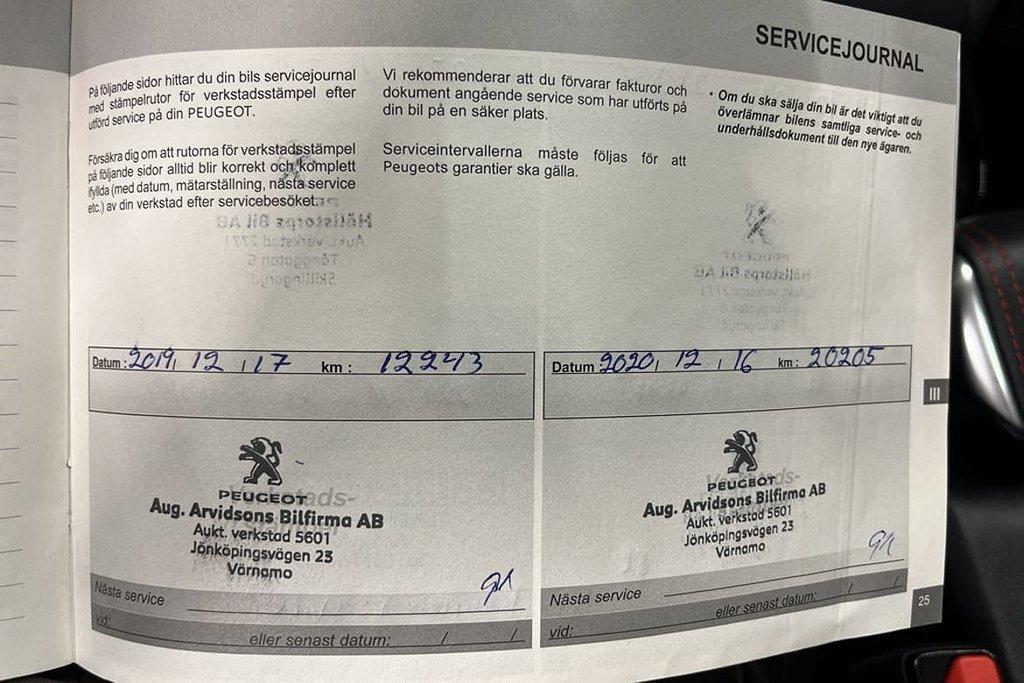 SERVICEJOURNAL
På följande sidor hittar du din bils servicejournal
med stämpelrutor för verkstadsstämpel efter
utförd service på din PEUGEOT.
Försäkra dig om att rutorna för verkstadsstämpel
på följande sidor alltid blir korrekt och komplett
ifyllda (med datum, mätarställning, nästa service
etc.) av din verkstad efter servicebesöket.
Vi rekommenderar att du förvarar fakturor och
dokument angående service som har utförts på
din bil på en säker plats.
Serviceintervallerna måste följas för att
Peugeots garantier ska gälla.
• Om du ska sälja din bil är det viktigt att du
överlämnar bilens samtliga service- och
underhållsdokument till den nye ägaren.
Datum: 2019, 12, 17 km: 12243
PEUGEOT
Aug. Arvidsons Bilfirma AB
Aukt. verkstad 5601
Jönköpingsvägen 23
Värnamo
Nästa service
vid:
eller senast datum: / /
Datum: 2020, 12, 16 km: 20205
PEUGEOT
Aug. Arvidsons Bilfirma AB
Aukt. verkstad 5601
Jönköpingsvägen 23
Värnamo
Nästa service
vid:
eller senast datum: / /
III
25